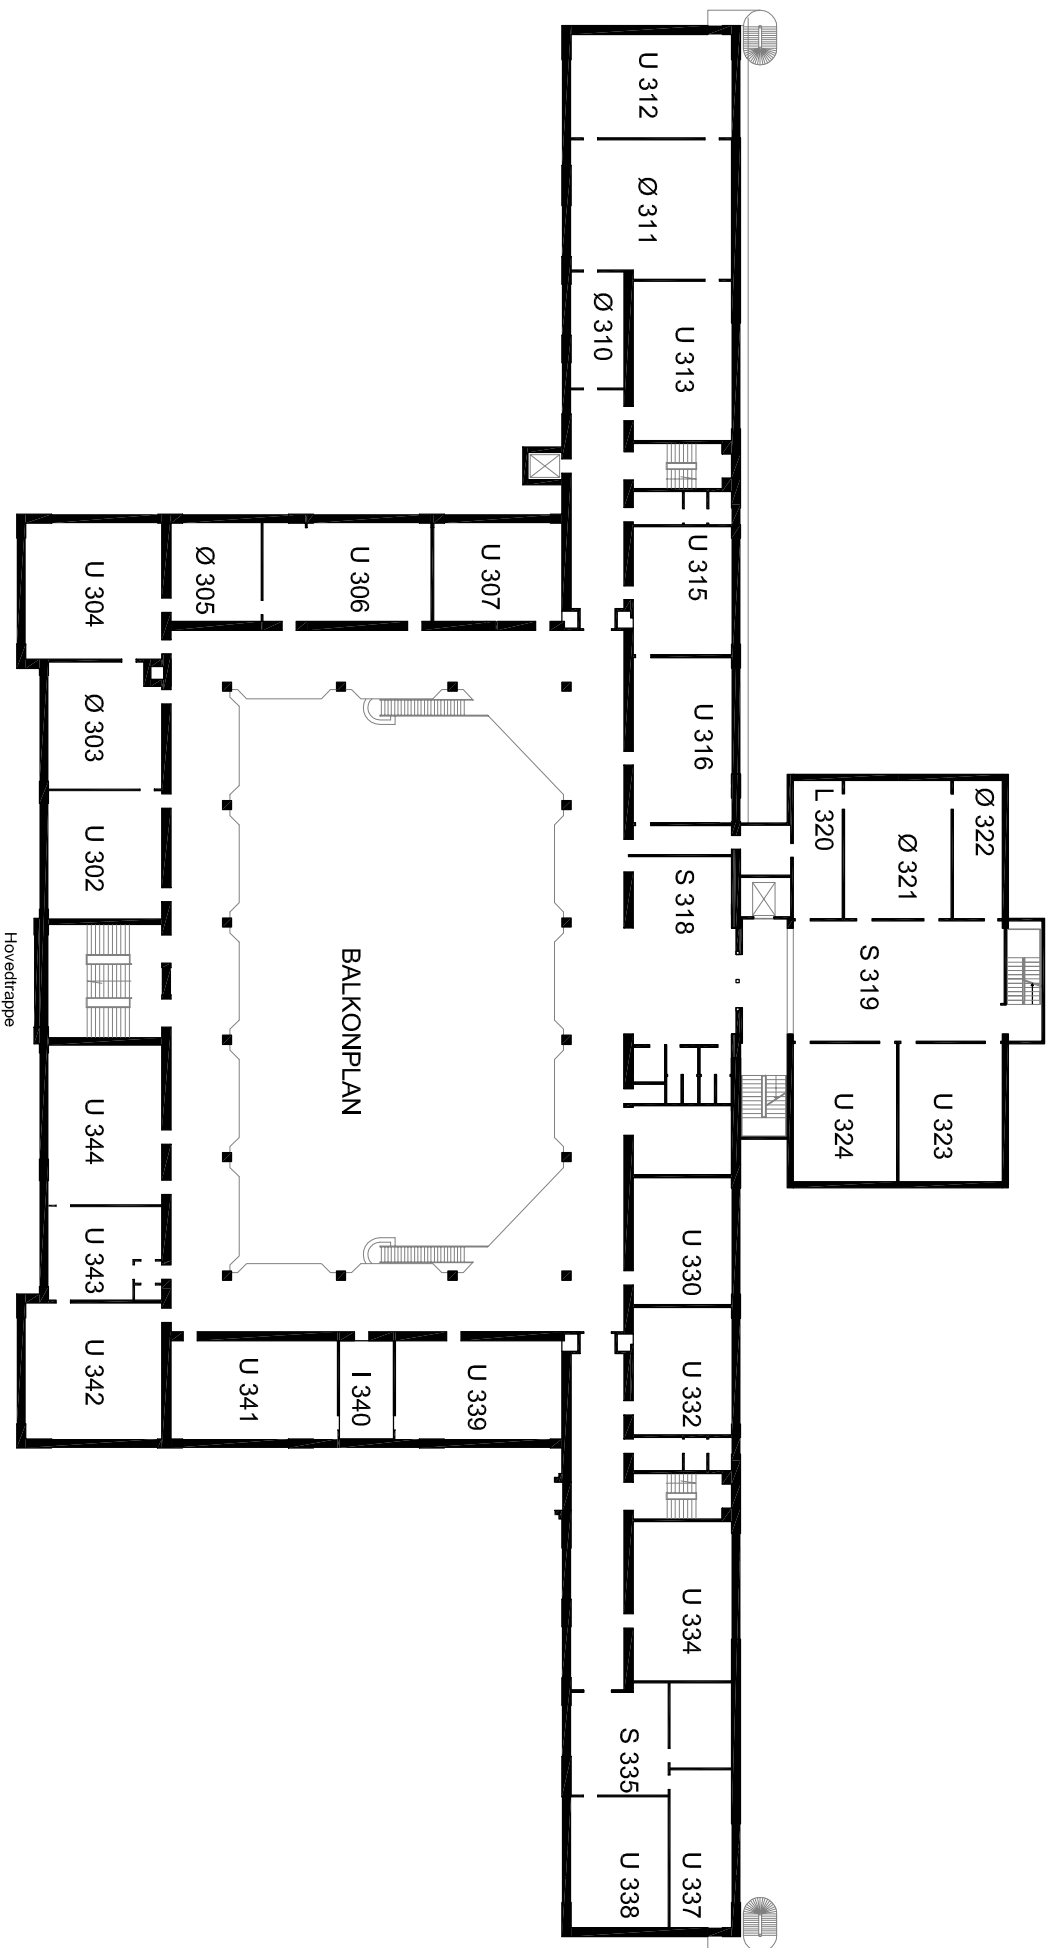 U 312
Ø 311
Ø 310
U 313
U 315
U 316
U 304
Ø 305
U 306
U 307
Ø 303
U 302
Hovedtrappe
BALKONPLAN
S 318
L 320
Ø 321
Ø 322
S 319
U 324
U 323
U 344
U 343
U 342
U 341
I 340
U 339
U 330
U 332
U 334
S 335
U 338
U 337